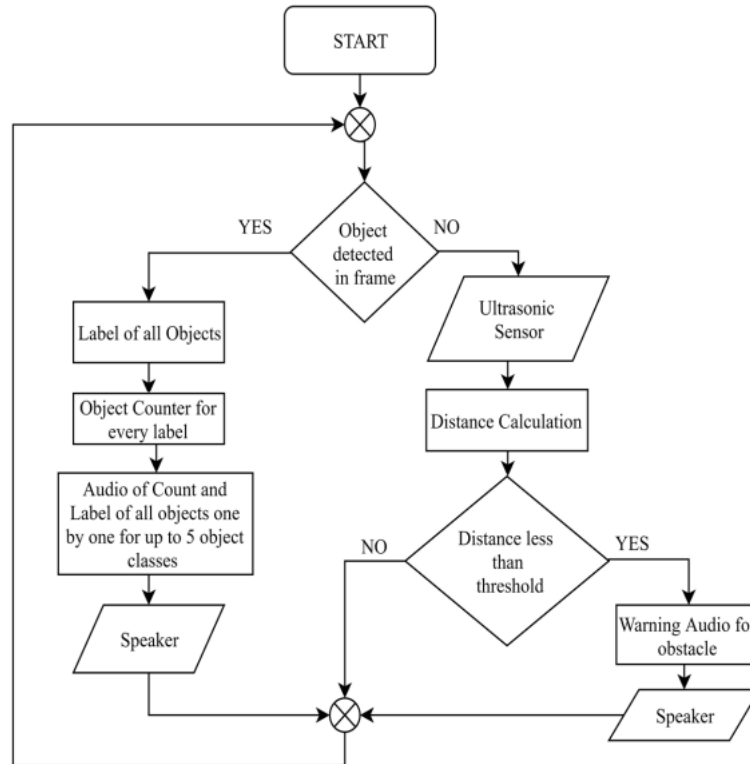 START
YES
Object
detected
in frame
NO
Label of all Objects
Object Counter for
every label
Audio of Count and
Label of all objects one
by one for up to 5 object
classes
Speaker
Ultrasonic
Sensor
Distance Calculation
NO
Distance less
than
threshold
YES
Warning Audio fo
obstacle
Speaker